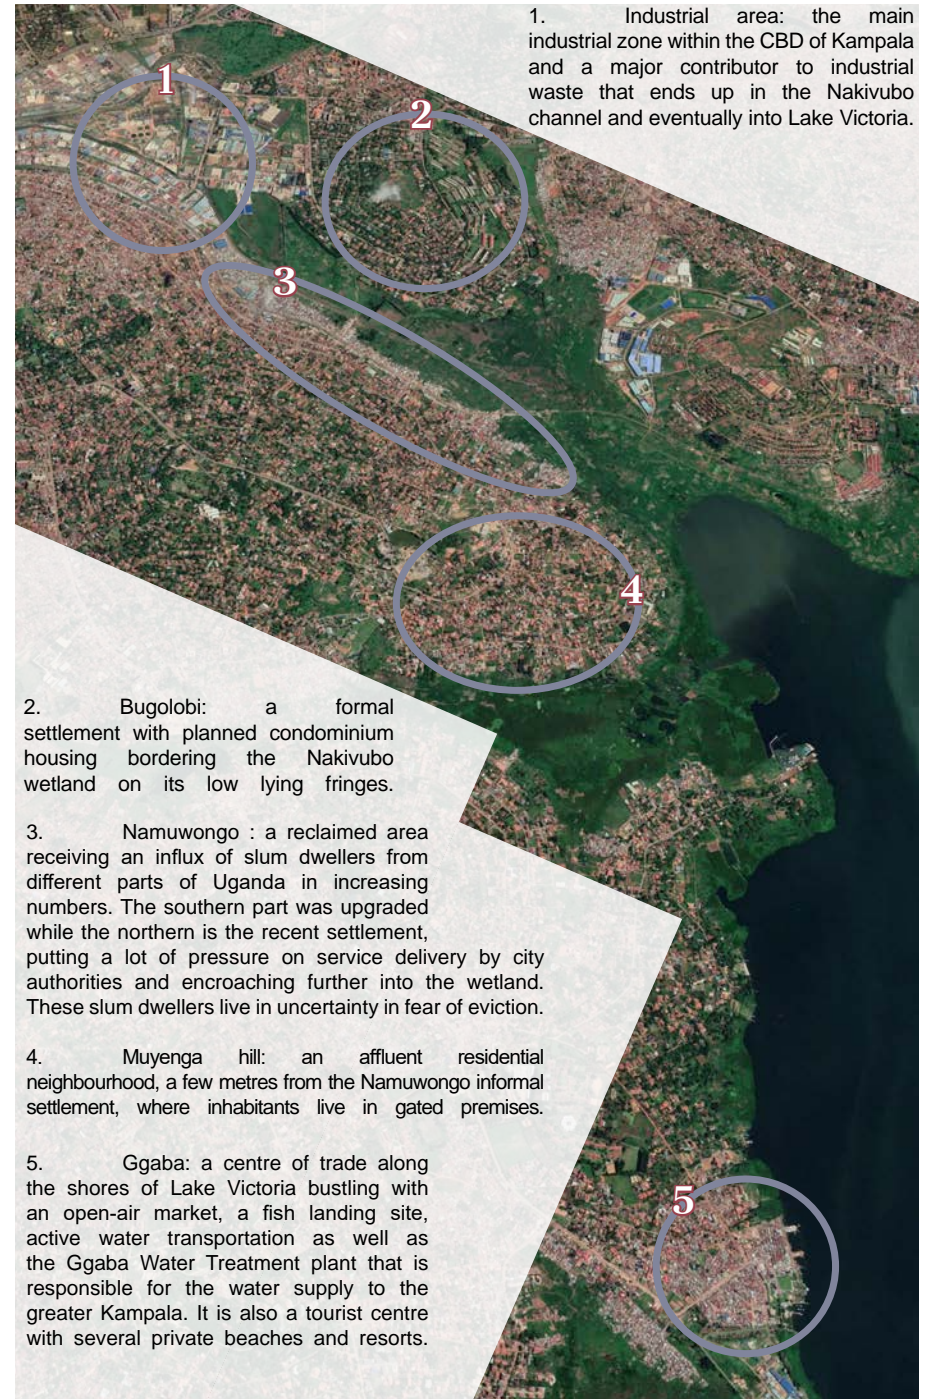 1. Industrial area: the main
industrial zone within the CBD of Kampala
and a major contributor to industrial
waste that ends up in the Nakivubo
channel and eventually into Lake Victoria.
1
2
3
4
2. Bugolobi: a formal
settlement with planned condominium
housing bordering the Nakivubo
wetland on its low lying fringes.
3. Namuwongo : a reclaimed area
receiving an influx of slum dwellers from
different parts of Uganda in increasing
numbers. The southern part was upgraded
while the northern is the recent settlement,
putting a lot of pressure on service delivery by city
authorities and encroaching further into the wetland.
These slum dwellers live in uncertainty in fear of eviction.
4. Muyenga hill: an affluent residential
neighbourhood, a few metres from the Namuwongo informal
settlement, where inhabitants live in gated premises.
5. Ggaba: a centre of trade along
the shores of Lake Victoria bustling with
an open-air market, a fish landing site,
active water transportation as well as
the Ggaba Water Treatment plant that is
responsible for the water supply to the
greater Kampala. It is also a tourist centre
with several private beaches and resorts.
5